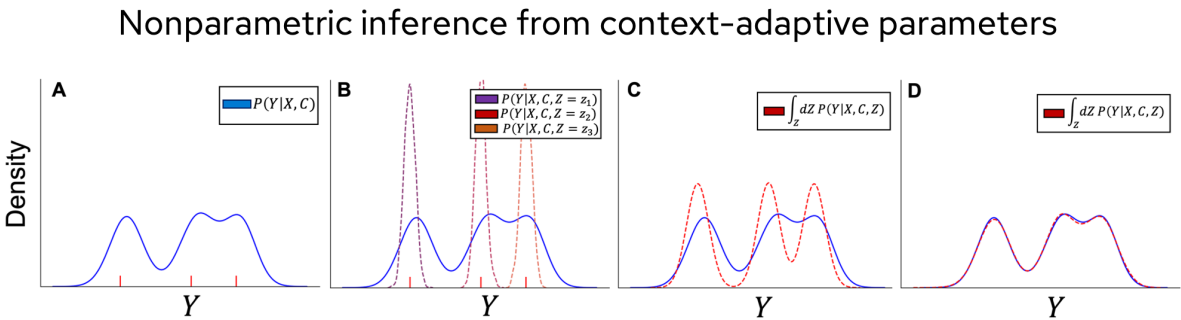 Nonparametric inference from context-adaptive parameters
Density
A
P(Y|X, C)
Y
B
P(Y|X, C, Z = z₁)
P(Y|X, C, Z = z₂)
P(Y|X, C, Z = z₃)
Y
C
∫_Z dZ P(Y|X, C, Z)
Y
D
∫_Z dZ P(Y|X, C, Z)
Y